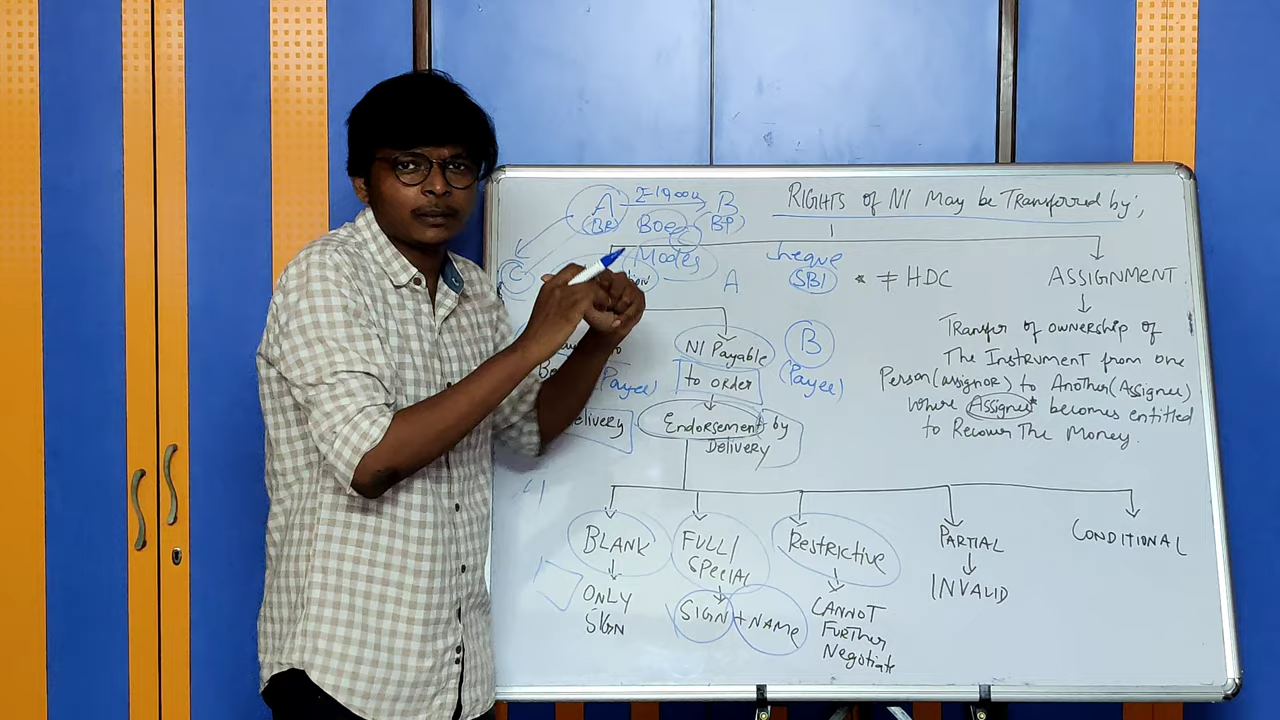 RIGHTS of NI May be Transferred by;
A
B
(BR)
BOE
(BP)
C
Modes
A
cheque
(SBI)
* ≠ HDC
ASSIGNMENT
Transfer of ownership of
The Instrument from one
Person(assignor) to Another(Assignee)
where Assignee* becomes entitled
to Recover The Money.
NI Payable
to order
B
(Payee)
(Payee)
Delivery
Endorsement by
Delivery
BLANK
ONLY
SIGN
FULL/
SPECIAL
SIGN + NAME
Restrictive
CANNOT
Further
Negotiate
PARTIAL
INVALID
CONDITIONAL